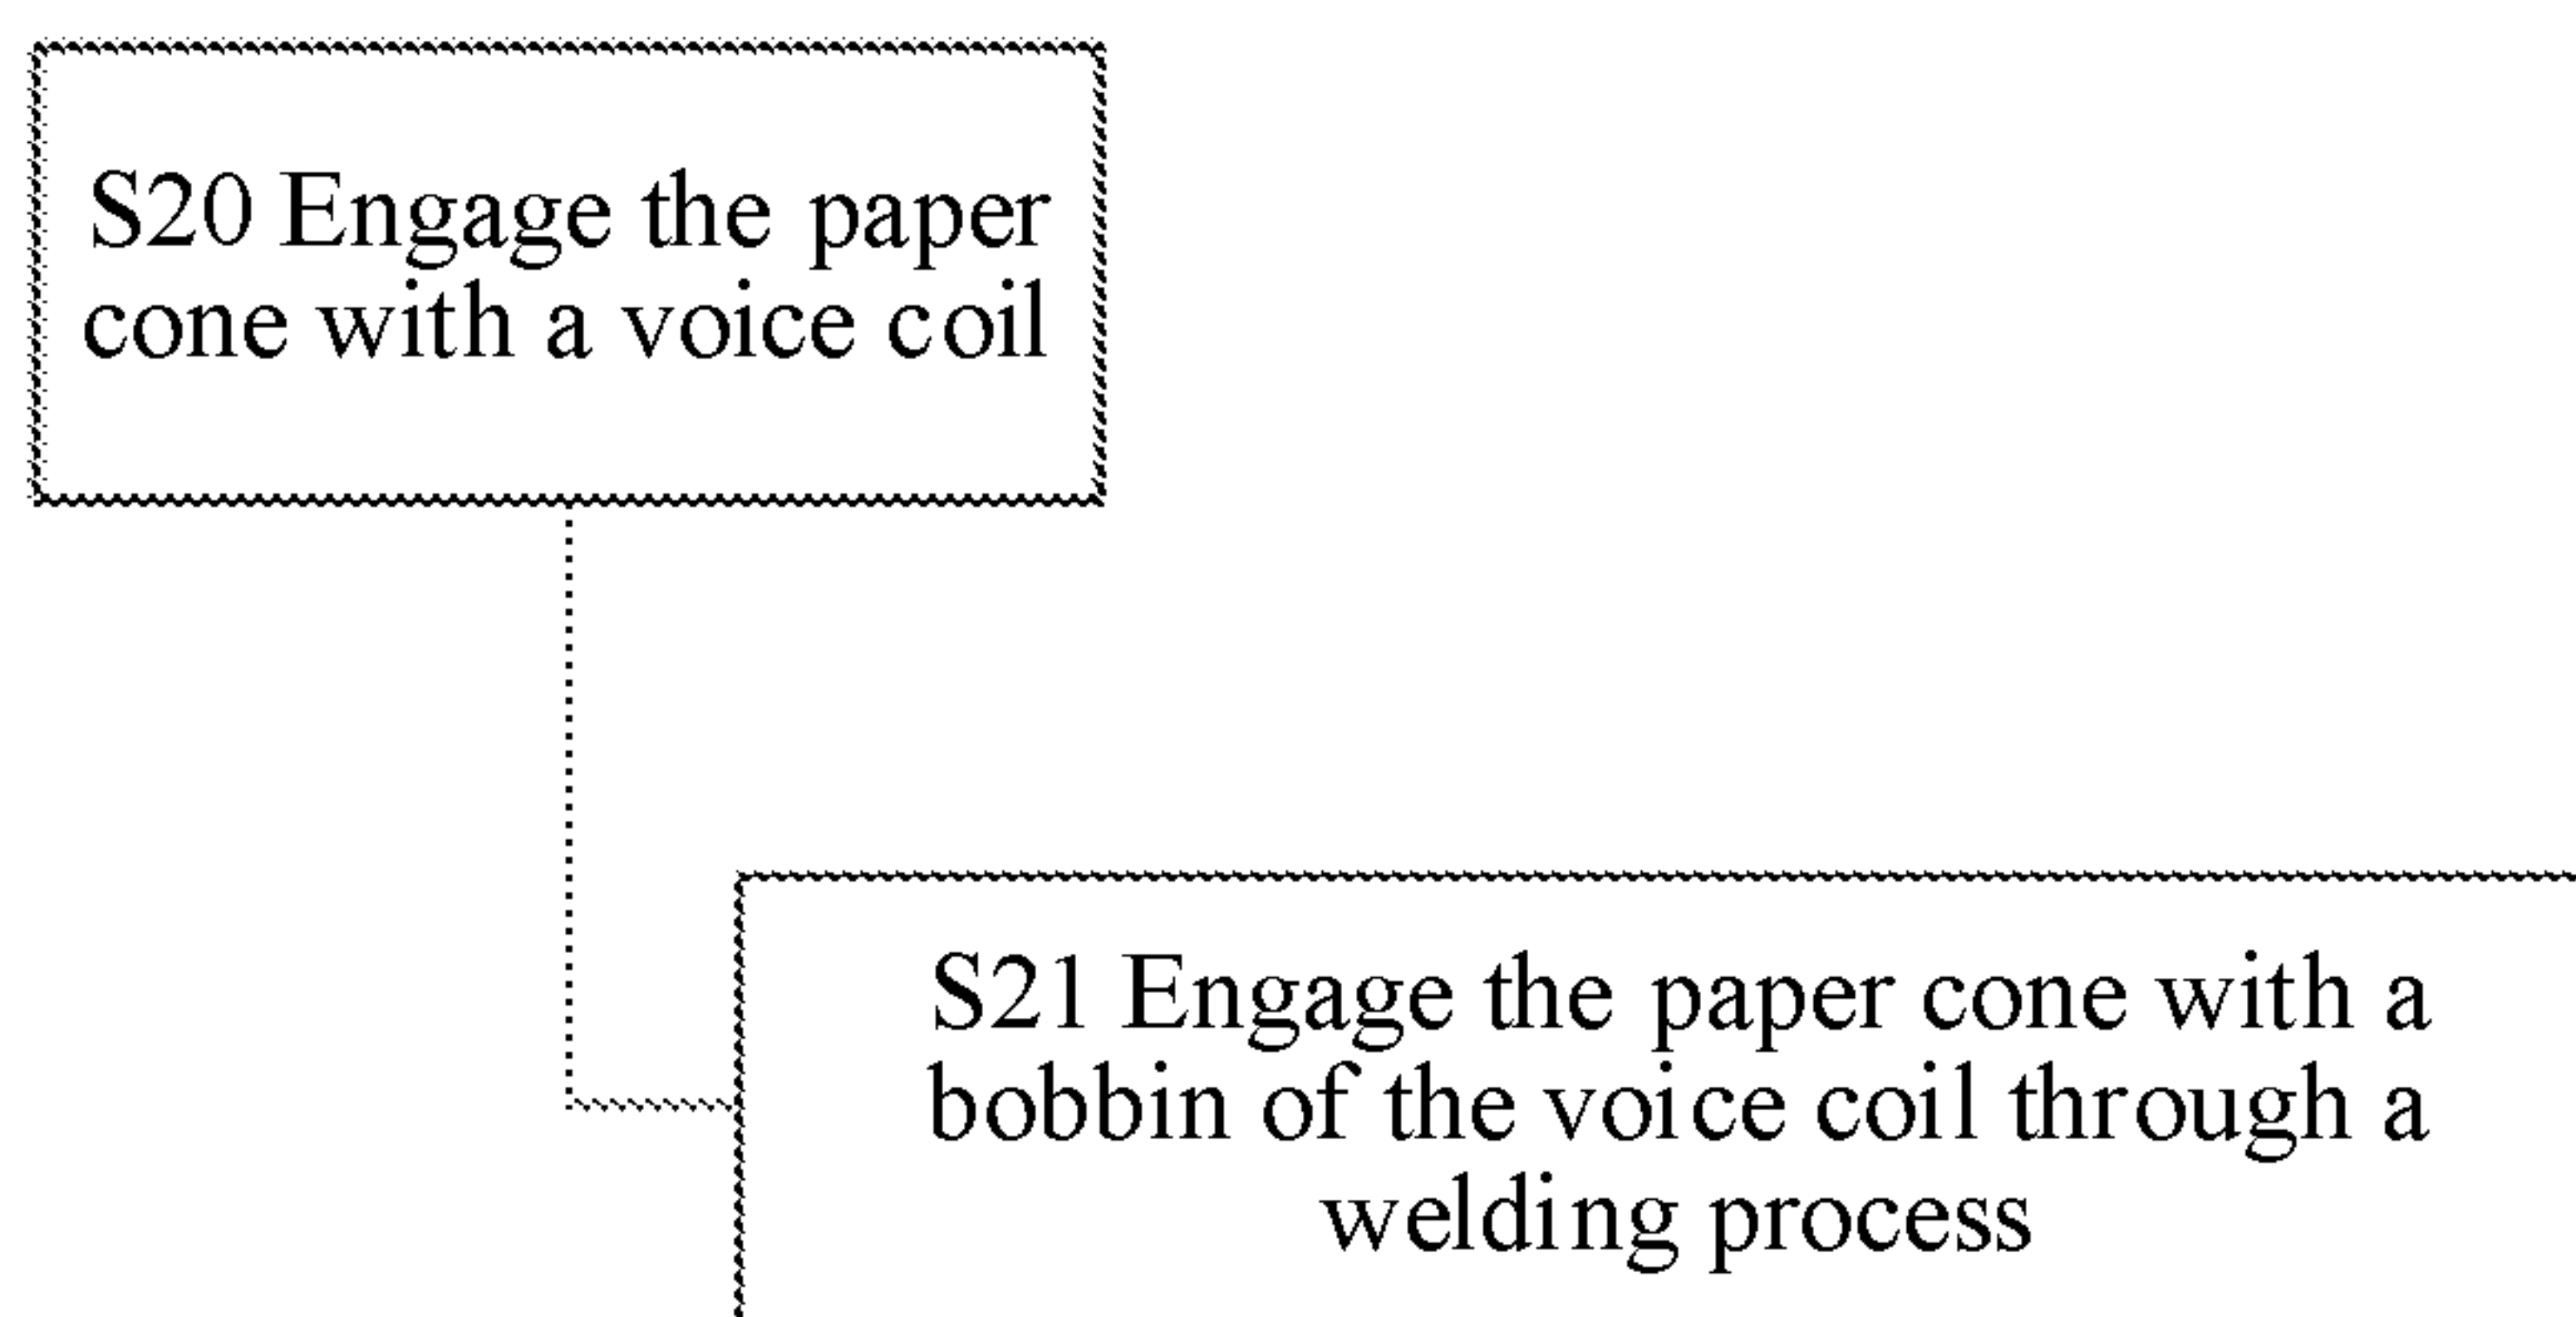 S20 Engage the paper
cone with a voice coil
S21 Engage the paper cone with a
bobbin of the voice coil through a
welding process